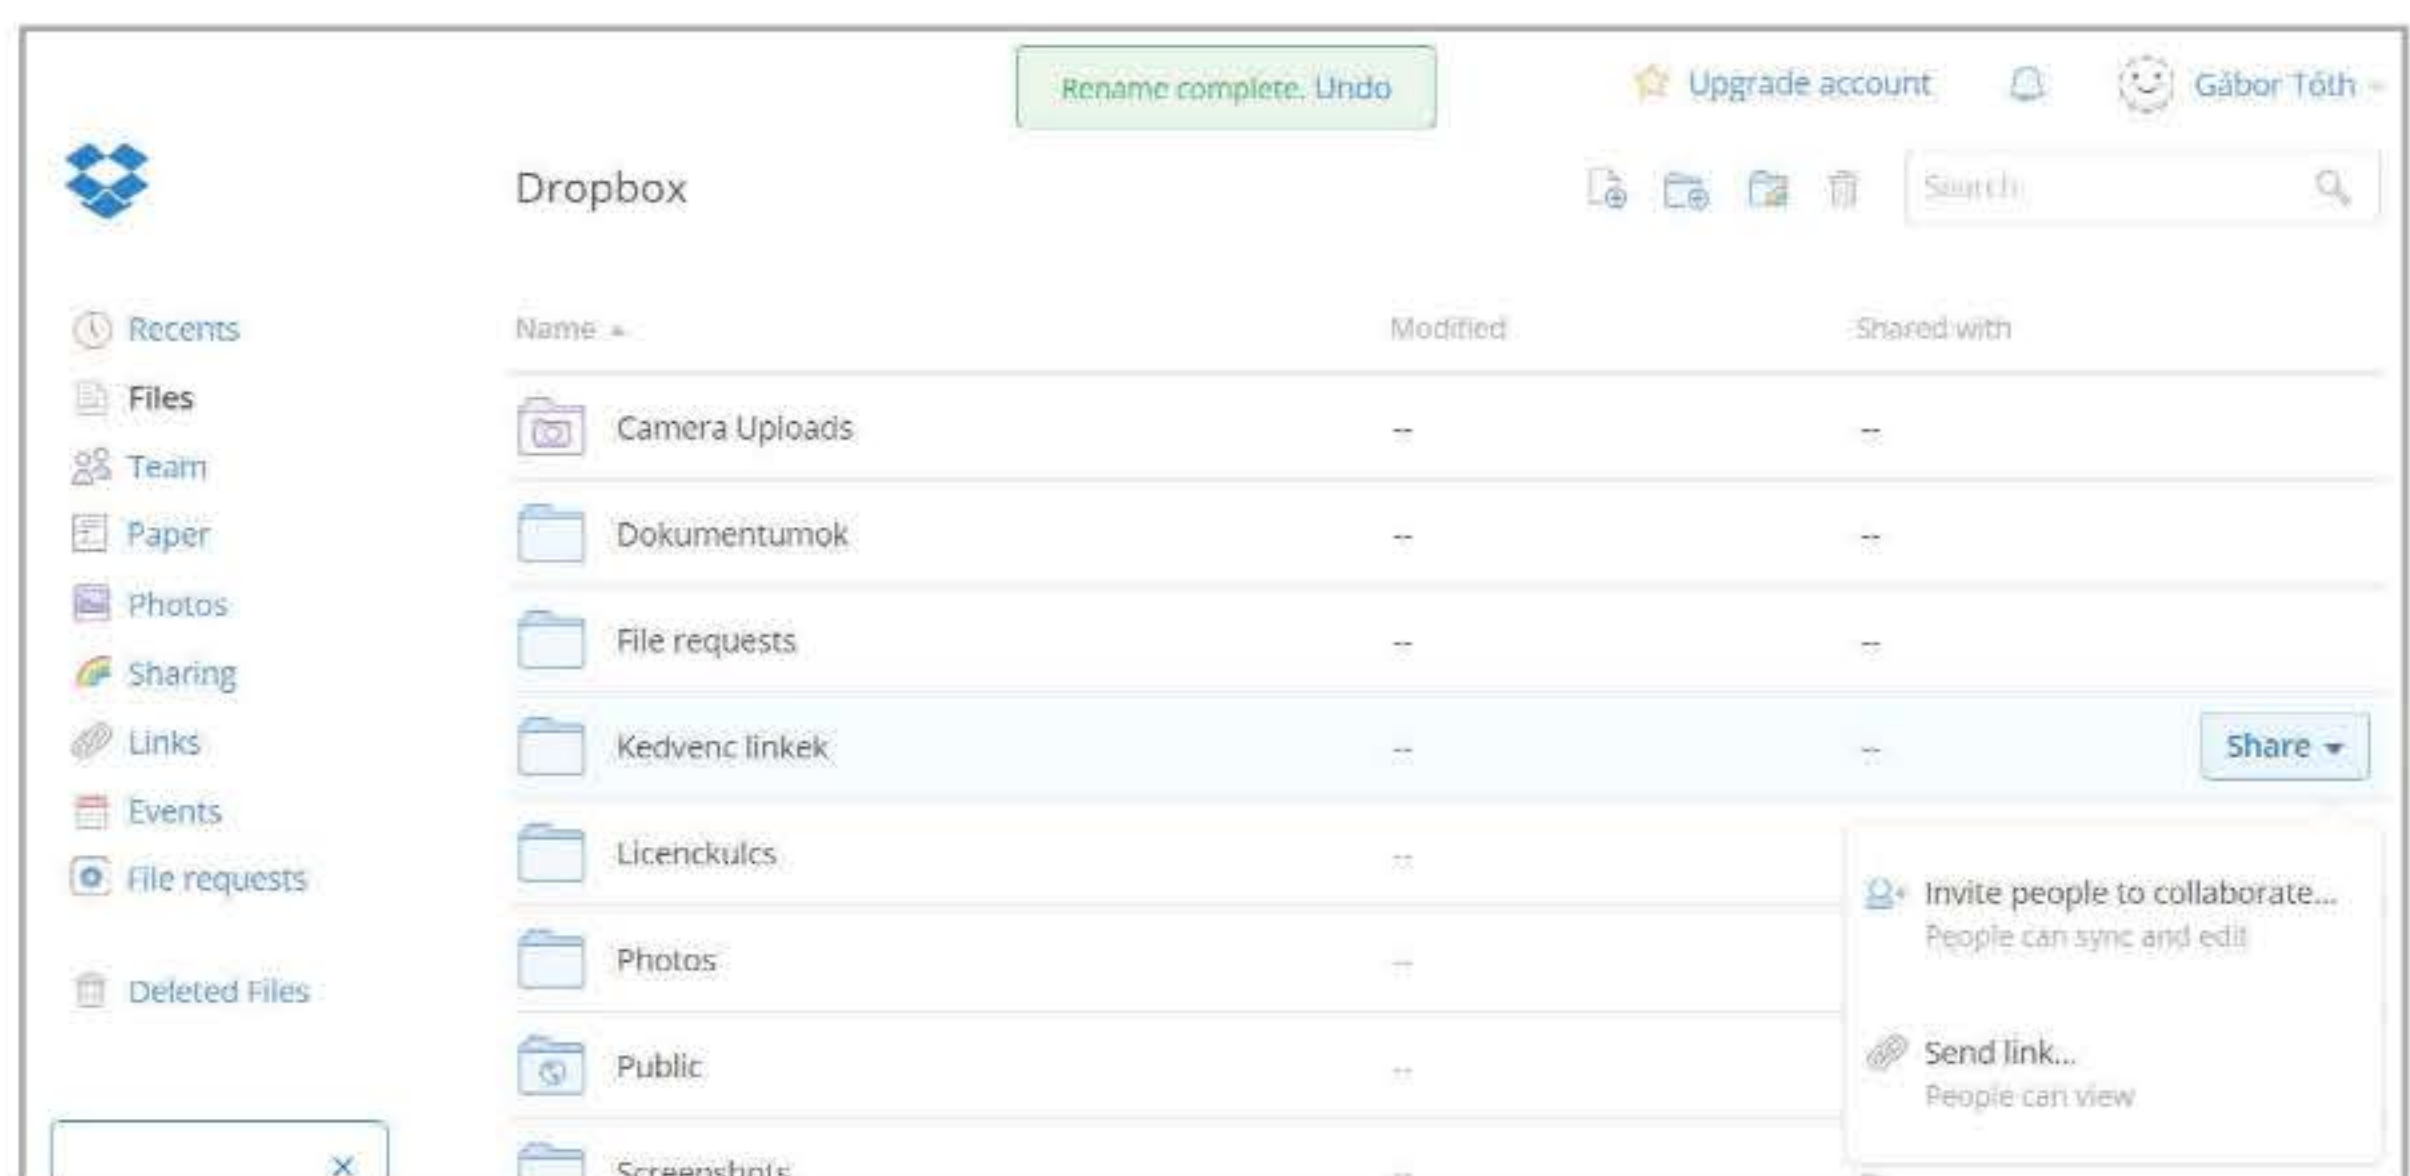 Rename complete. Undo
Upgrade account
Gábor Tóth
Dropbox
Search
Recents
Files
Team
Paper
Photos
Sharing
Links
Events
File requests
Deleted Files
Name Modified Shared with
Camera Uploads -- --
Dokumentumok -- --
File requests -- --
Kedvenc linkek -- -- Share
Licenckulcs --
Photos --
Public --
Screenshots --
Invite people to collaborate...
People can sync and edit
Send link...
People can view